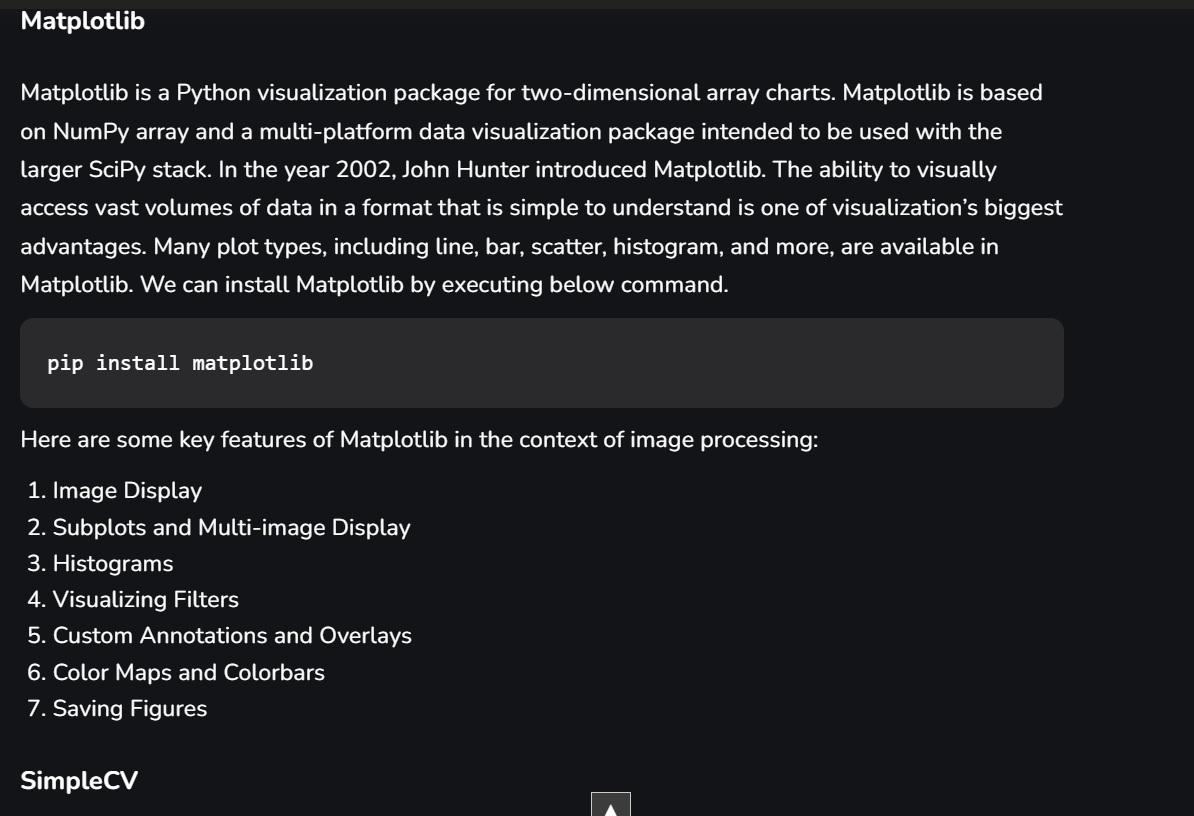 Matplotlib
Matplotlib is a Python visualization package for two-dimensional array charts. Matplotlib is based
on NumPy array and a multi-platform data visualization package intended to be used with the
larger SciPy stack. In the year 2002, John Hunter introduced Matplotlib. The ability to visually
access vast volumes of data in a format that is simple to understand is one of visualization’s biggest
advantages. Many plot types, including line, bar, scatter, histogram, and more, are available in
Matplotlib. We can install Matplotlib by executing below command.
pip install matplotlib
Here are some key features of Matplotlib in the context of image processing:
1. Image Display
2. Subplots and Multi-image Display
3. Histograms
4. Visualizing Filters
5. Custom Annotations and Overlays
6. Color Maps and Colorbars
7. Saving Figures
SimpleCV